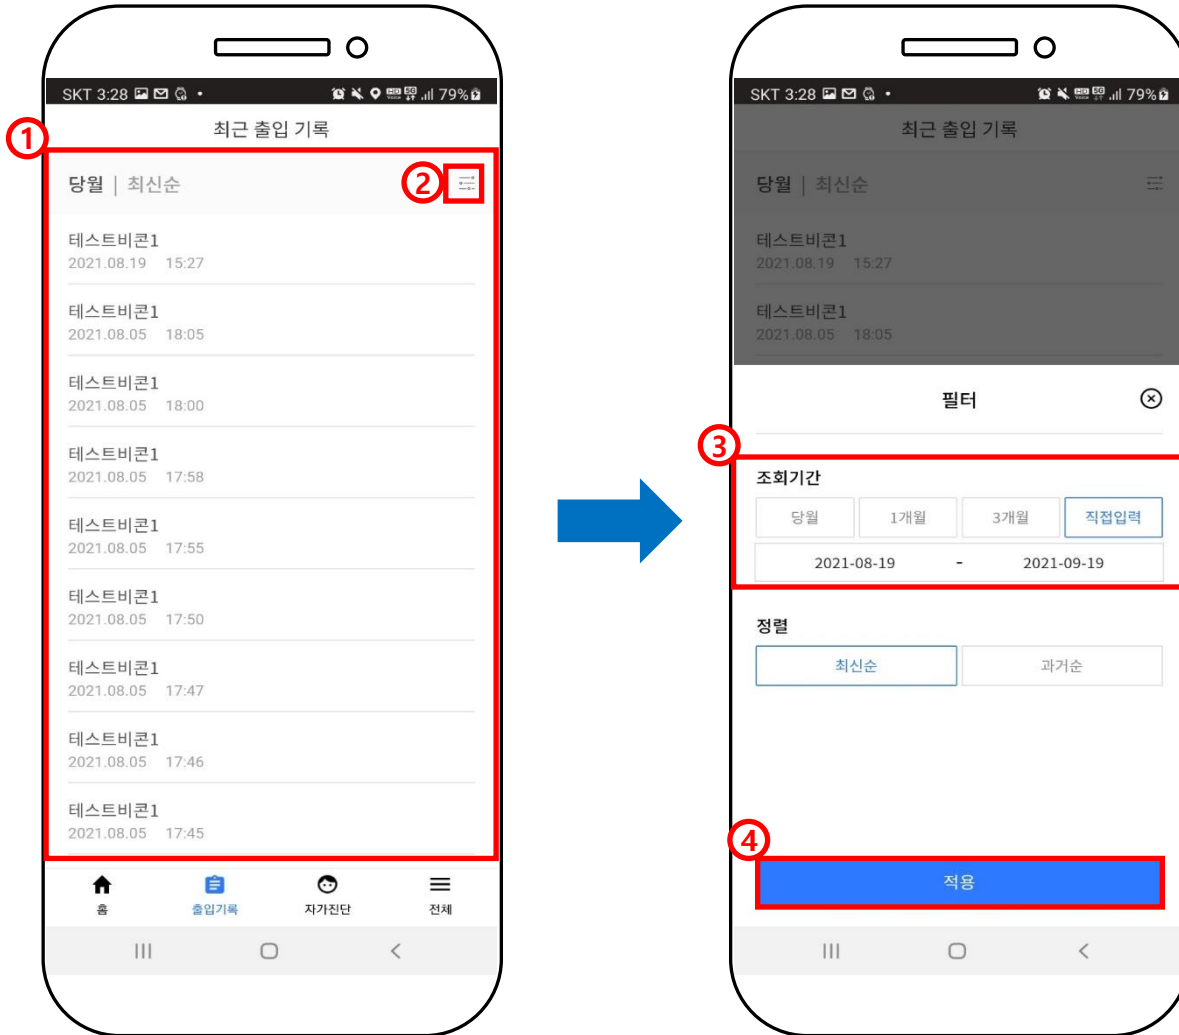 SKT 3:28
79%
최근 출입 기록
①
당월 | 최신순
②
테스트비콘1
2021.08.19 15:27
테스트비콘1
2021.08.05 18:05
테스트비콘1
2021.08.05 18:00
테스트비콘1
2021.08.05 17:58
테스트비콘1
2021.08.05 17:55
테스트비콘1
2021.08.05 17:50
테스트비콘1
2021.08.05 17:47
테스트비콘1
2021.08.05 17:46
테스트비콘1
2021.08.05 17:45
홈 출입기록 자가진단 전체
SKT 3:28
79%
최근 출입 기록
당월 | 최신순
테스트비콘1
2021.08.19 15:27
테스트비콘1
2021.08.05 18:05
필터
③
조회기간
당월 1개월 3개월 직접입력
2021-08-19 - 2021-09-19
정렬
최신순 과거순
④
적용